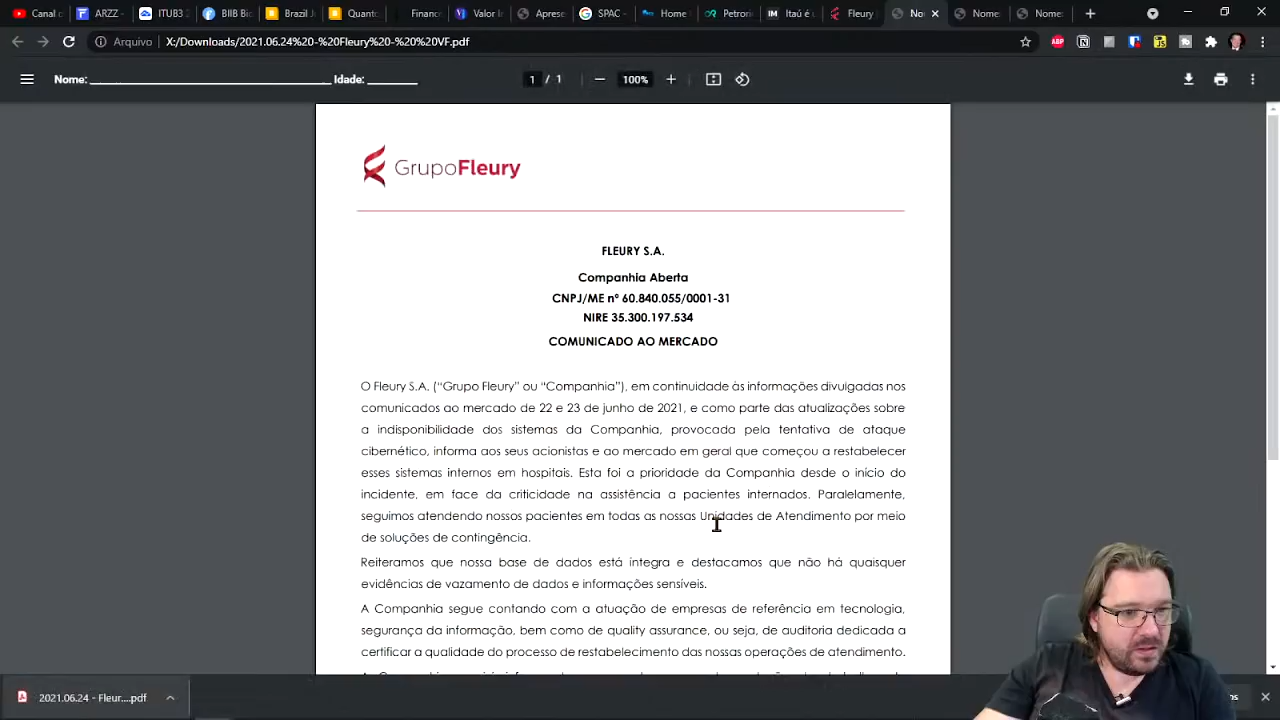 Canal d
ARZZ -
ITUB3
BIIB Bio
Brazil Jo
Quanto
Financ
Valor Ir
Aprese
SPAC -
Home
Petrori
Itaú é u
Fleury
No
Nome:
Nome:
Arquivo X:/Downloads/2021.06.24%20-%20Fleury%20-%20%20VF.pdf
Nome: Idade:
1 / 1
100%
GrupoFleury
FLEURY S.A.
Companhia Aberta
CNPJ/ME nº 60.840.055/0001-31
NIRE 35.300.197.534
COMUNICADO AO MERCADO
O Fleury S.A. (“Grupo Fleury” ou “Companhia”), em continuidade às informações divulgadas nos
comunicados ao mercado de 22 e 23 de junho de 2021, e como parte das atualizações sobre
a indisponibilidade dos sistemas da Companhia, provocada pela tentativa de ataque
cibernético, informa aos seus acionistas e ao mercado em geral que começou a restabelecer
esses sistemas internos em hospitais. Esta foi a prioridade da Companhia desde o início do
incidente, em face da criticidade na assistência a pacientes internados. Paralelamente,
seguimos atendendo nossos pacientes em todas as nossas Unidades de Atendimento por meio
de soluções de contingência.
Reiteramos que nossa base de dados está íntegra e destacamos que não há quaisquer
evidências de vazamento de dados e informações sensíveis.
A Companhia segue contando com a atuação de empresas de referência em tecnologia,
segurança da informação, bem como de quality assurance, ou seja, de auditoria dedicada a
certificar a qualidade do processo de restabelecimento das nossas operações de atendimento.
2021.06.24 - Fleur....pdf